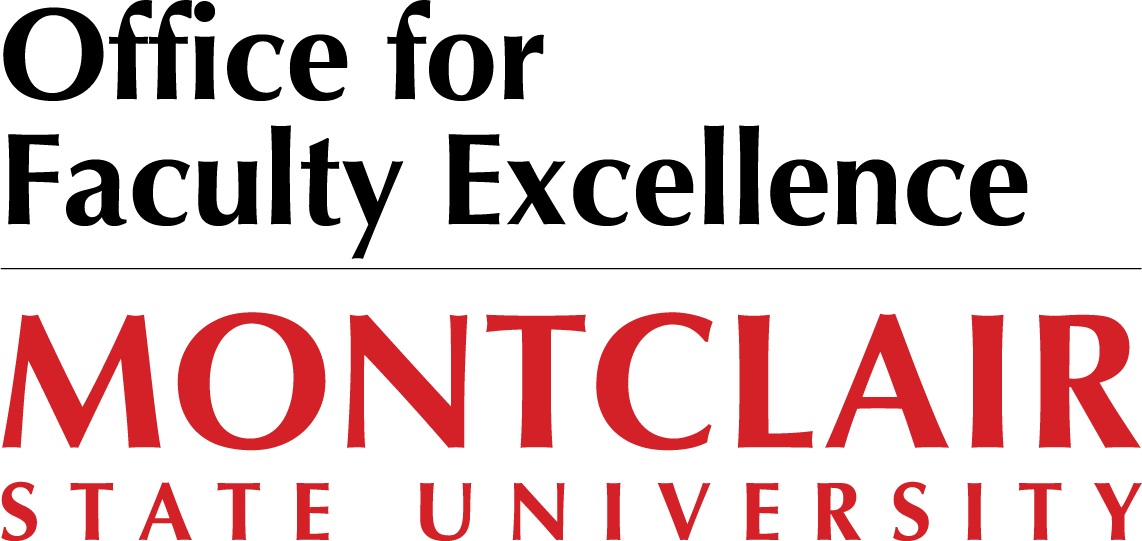 Office for
Faculty Excellence
MONTCLAIR
STATE UNIVERSITY